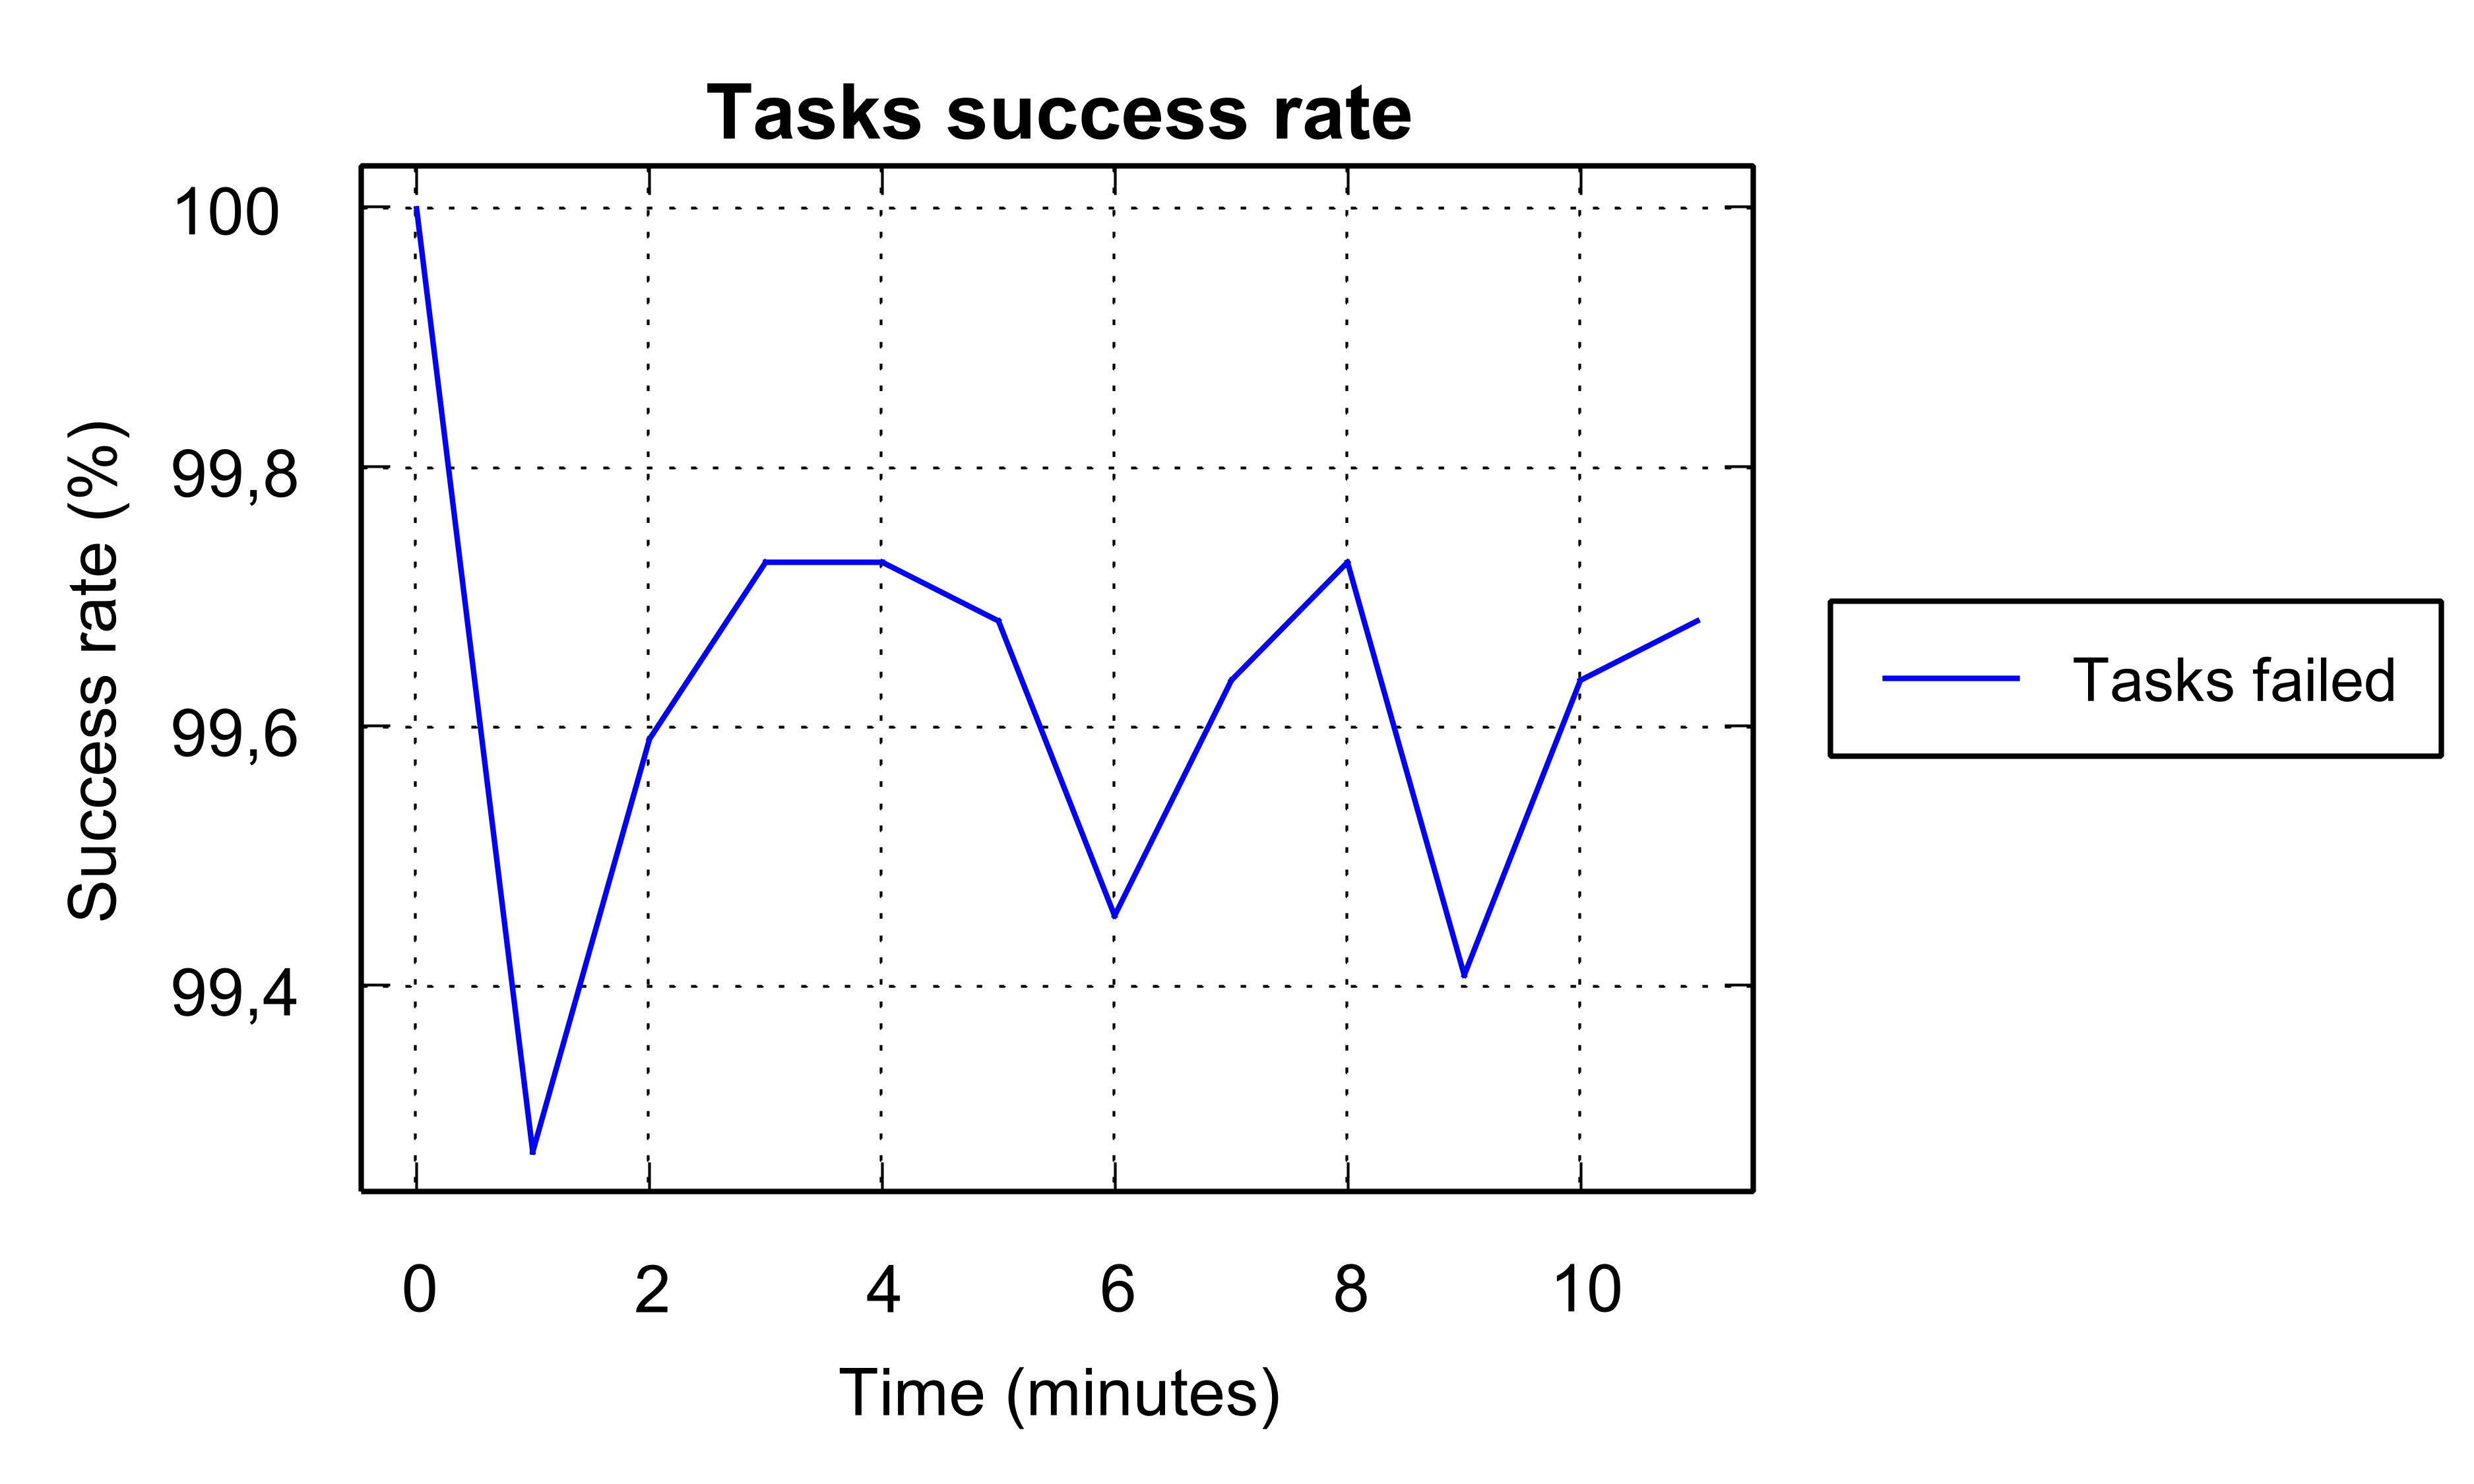 Tasks success rate
100
99,8
99,6
99,4
Success rate (%)
0 2 4 6 8 10
Time (minutes)
Tasks failed